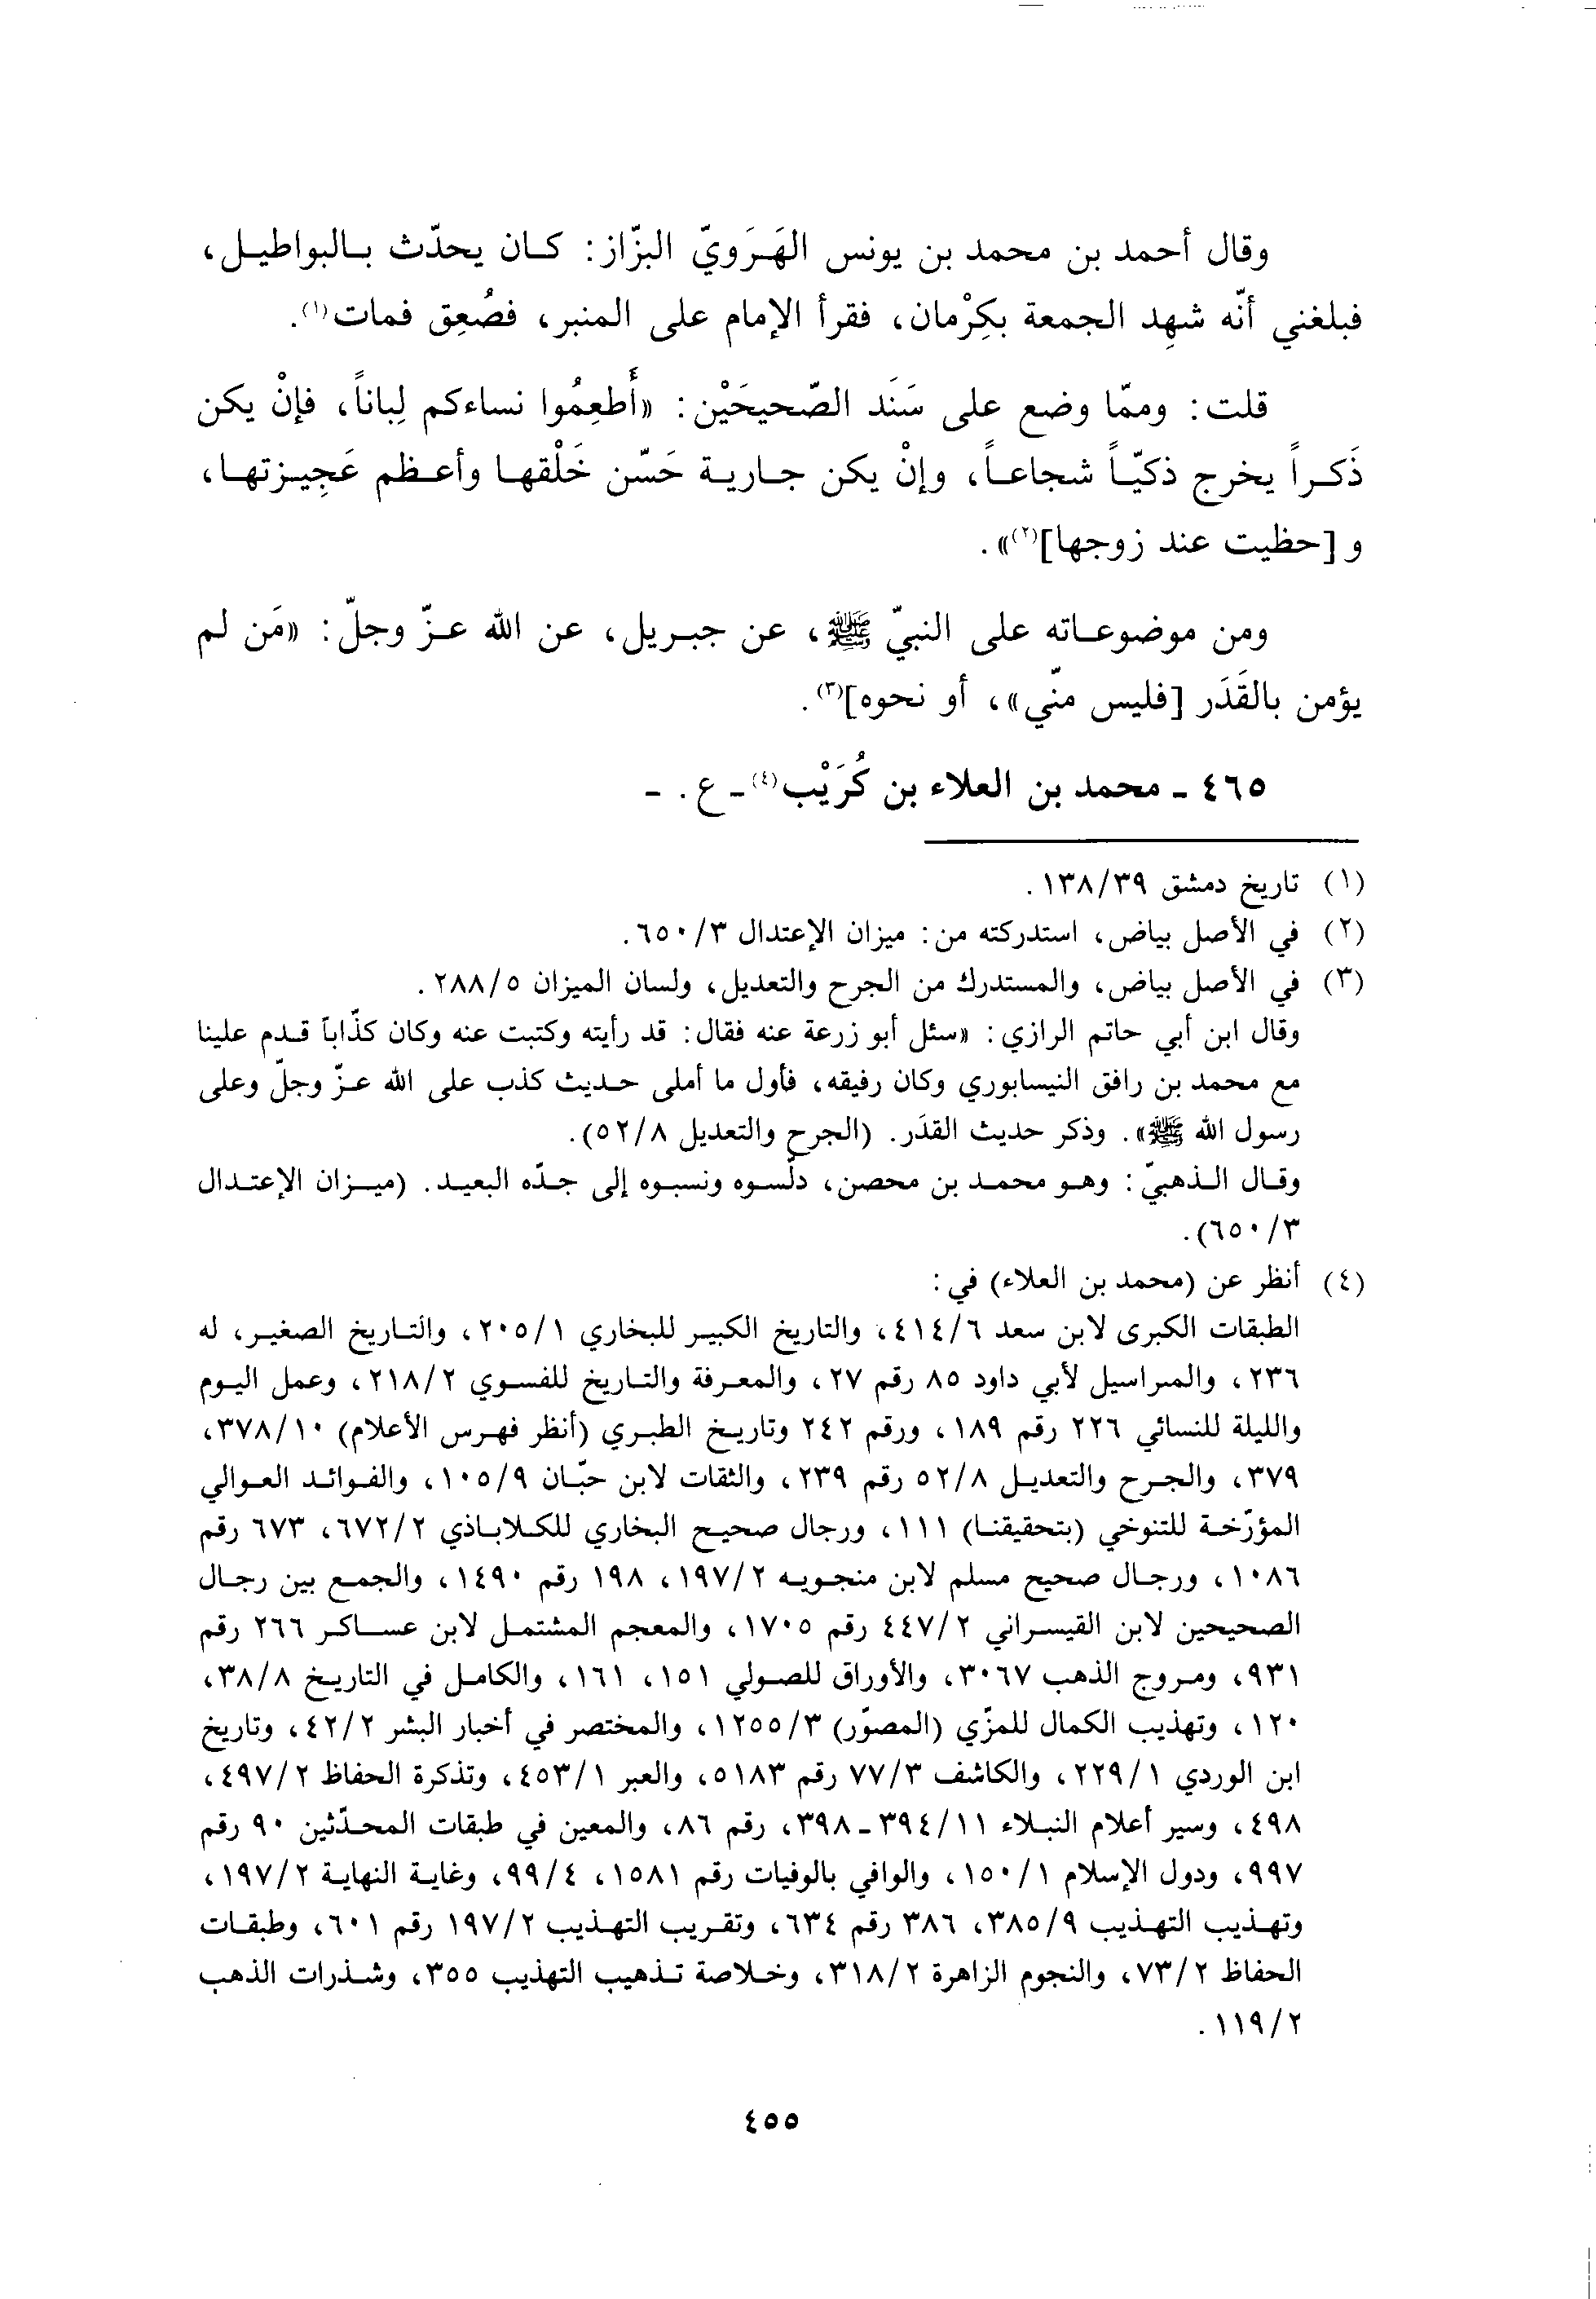 وقال أحمد بن محمد بن يونس الهَرَويّ البزّاز: كان يحدّث بالبواطيل،
فبلغني أنّه شهِد الجمعة بكِرْمان، فقرأ الإمام على المنبر، فصُعِق فمات(١).
قلت: وممّا وضع على سَنَد الصّحيحَيْن: «أَطعِمُوا نساءكم لِباناً، فإنْ يكن
ذَكراً يخرج ذكيّاً شجاعاً، وإنْ يكن جارية حَسّن خَلْقها وأعظم عَجِيزتها،
و [حظيت عند زوجها](٢)».
ومن موضوعاته على النبيّ ﷺ، عن جبريل، عن الله عزّ وجلّ: «مَن لم
يؤمن بالقَدَر [فليس منّي»، أو نحوه](٣).
٤٦٥ - محمد بن العلاء بن كُرَيْب(٤) - ع. -
(١) تاريخ دمشق ١٣٨/٣٩.
(٢) في الأصل بياض، استدركته من: ميزان الإعتدال ٦٥٠/٣.
(٣) في الأصل بياض، والمستدرك من الجرح والتعديل، ولسان الميزان ٢٨٨/٥.
وقال ابن أبي حاتم الرازي: «سئل أبو زرعة عنه فقال: قد رأيته وكتبت عنه وكان كذّاباً قدم علينا
مع محمد بن رافق النيسابوري وكان رفيقه، فأول ما أملى حديث كذب على الله عزّ وجلّ وعلى
رسول الله ﷺ». وذكر حديث القدَر. (الجرح والتعديل ٥٢/٨).
وقال الذهبيّ: وهو محمد بن محصن، دلّسوه ونسبوه إلى جدّه البعيد. (ميزان الإعتدال
٦٥٠/٣).
(٤) أنظر عن (محمد بن العلاء) في:
الطبقات الكبرى لابن سعد ٤١٤/٦، والتاريخ الكبير للبخاري ٢٠٥/١، والتاريخ الصغير، له
٢٣٦، والمراسيل لأبي داود ٨٥ رقم ٢٧، والمعرفة والتاريخ للفسوي ٢١٨/٢، وعمل اليوم
والليلة للنسائي ٢٢٦ رقم ١٨٩، ورقم ٢٤٢ وتاريخ الطبري (أنظر فهرس الأعلام) ٣٧٨/١٠،
٣٧٩، والجرح والتعديل ٥٢/٨ رقم ٢٣٩، والثقات لابن حبّان ١٠٥/٩، والفوائد العوالي
المؤرّخة للتنوخي (بتحقيقنا) ١١١، ورجال صحيح البخاري للكلاباذي ٦٧٢/٢، ٦٧٣ رقم
١٠٨٦، ورجال صحيح مسلم لابن منجويه ١٩٧/٢، ١٩٨ رقم ١٤٩٠، والجمع بين رجال
الصحيحين لابن القيسراني ٤٤٧/٢ رقم ١٧٠٥، والمعجم المشتمل لابن عساكر ٢٦٦ رقم
٩٣١، ومروج الذهب ٣٠٦٧، والأوراق للصولي ١٥١، ١٦١، والكامل في التاريخ ٣٨/٨،
١٢٠، وتهذيب الكمال للمزّي (المصوّر) ١٢٥٥/٣، والمختصر في أخبار البشر ٤٢/٢، وتاريخ
ابن الوردي ٢٢٩/١، والكاشف ٧٧/٣ رقم ٥١٨٣، والعبر ٤٥٣/١، وتذكرة الحفاظ ٤٩٧/٢،
٤٩٨، وسير أعلام النبلاء ٣٩٤/١١-٣٩٨، رقم ٨٦، والمعين في طبقات المحدّثين ٩٠ رقم
٩٩٧، ودول الإسلام ١٥٠/١، والوافي بالوفيات رقم ١٥٨١، ٩٩/٤، وغاية النهاية ١٩٧/٢،
وتهذيب التهذيب ٣٨٥/٩، ٣٨٦ رقم ٦٣٤، وتقريب التهذيب ١٩٧/٢ رقم ٦٠١، وطبقات
الحفاظ ٧٣/٢، والنجوم الزاهرة ٣١٨/٢، وخلاصة تذهيب التهذيب ٣٥٥، وشذرات الذهب
١١٩/٢.
٤٥٥